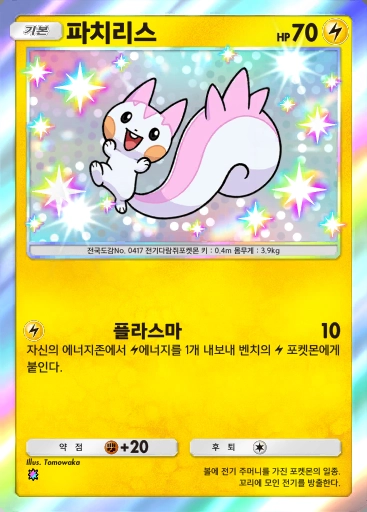 기본 파치리스 HP 70
전국도감No. 0417 전기다람쥐포켓몬 키 : 0.4m 몸무게 : 3.9kg
플라스마 10
자신의 에너지존에서 에너지를 1개 내보내 벤치의 포켓몬에게
붙인다.
약점 +20 후퇴
Illus. Tomowaka
볼에 전기 주머니를 가진 포켓몬의 일종.
꼬리에 모인 전기를 방출한다.